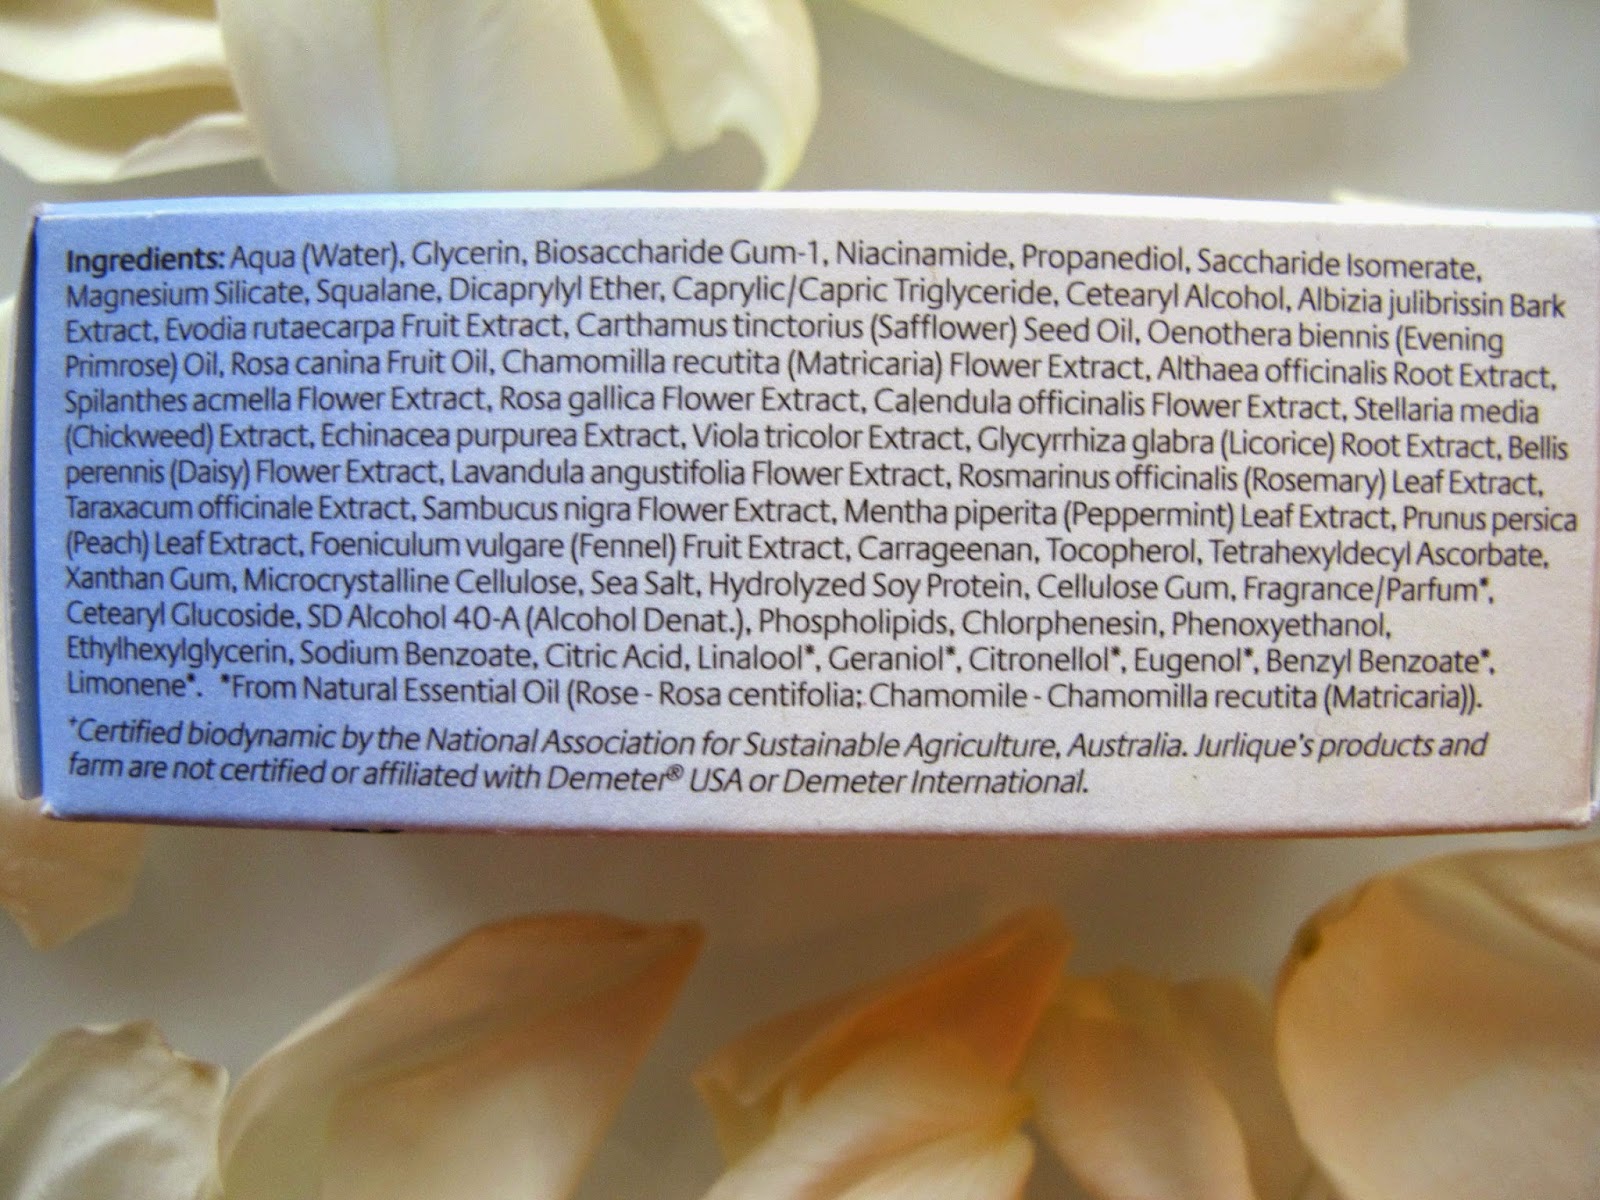 Ingredients: Aqua (Water), Glycerin, Biosaccharide Gum-1, Niacinamide, Propanediol, Saccharide Isomerate,
Magnesium Silicate, Squalane, Dicaprylyl Ether, Caprylic/Capric Triglyceride, Cetearyl Alcohol, Albizia julibrissin Bark
Extract, Evodia rutaecarpa Fruit Extract, Carthamus tinctorius (Safflower) Seed Oil, Oenothera biennis (Evening
Primrose) Oil, Rosa canina Fruit Oil, Chamomilla recutita (Matricaria) Flower Extract, Althaea officinalis Root Extract,
Spilanthes acmella Flower Extract, Rosa gallica Flower Extract, Calendula officinalis Flower Extract, Stellaria media
(Chickweed) Extract, Echinacea purpurea Extract, Viola tricolor Extract, Glycyrrhiza glabra (Licorice) Root Extract, Bellis
perennis (Daisy) Flower Extract, Lavandula angustifolia Flower Extract, Rosmarinus officinalis (Rosemary) Leaf Extract,
Taraxacum officinale Extract, Sambucus nigra Flower Extract, Mentha piperita (Peppermint) Leaf Extract, Prunus persica
(Peach) Leaf Extract, Foeniculum vulgare (Fennel) Fruit Extract, Carrageenan, Tocopherol, Tetrahexyldecyl Ascorbate,
Xanthan Gum, Microcrystalline Cellulose, Sea Salt, Hydrolyzed Soy Protein, Cellulose Gum, Fragrance/Parfum*,
Cetearyl Glucoside, SD Alcohol 40-A (Alcohol Denat.), Phospholipids, Chlorphenesin, Phenoxyethanol,
Ethylhexylglycerin, Sodium Benzoate, Citric Acid, Linalool*, Geraniol*, Citronellol*, Eugenol*, Benzyl Benzoate*,
Limonene*. *From Natural Essential Oil (Rose - Rosa centifolia; Chamomile - Chamomilla recutita (Matricaria)).
+Certified biodynamic by the National Association for Sustainable Agriculture, Australia. Jurlique's products and
farm are not certified or affiliated with Demeter® USA or Demeter International.